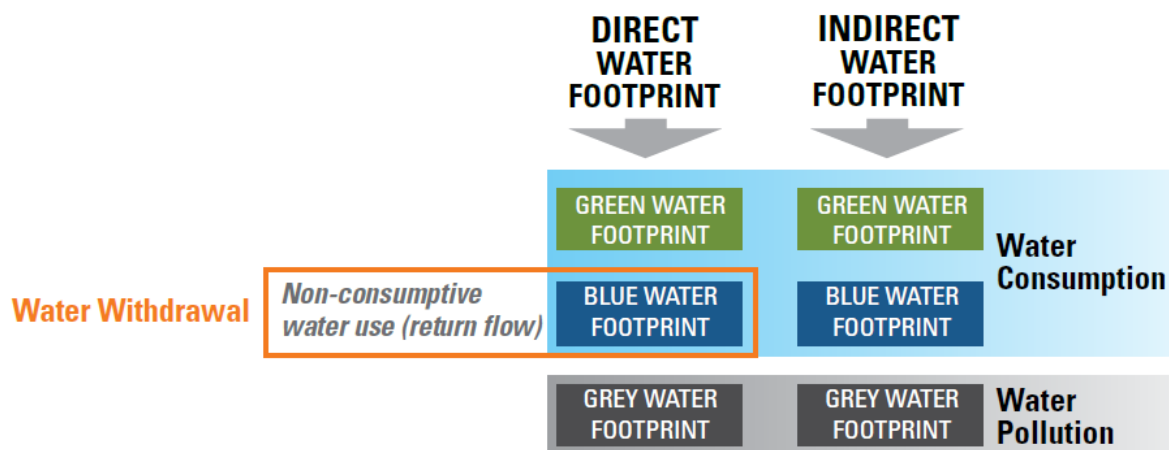 DIRECT
WATER
FOOTPRINT
INDIRECT
WATER
FOOTPRINT
GREEN WATER
FOOTPRINT
GREEN WATER
FOOTPRINT
Water
Consumption
Water Withdrawal
Non-consumptive
water use (return flow)
BLUE WATER
FOOTPRINT
BLUE WATER
FOOTPRINT
GREY WATER
FOOTPRINT
GREY WATER
FOOTPRINT
Water
Pollution